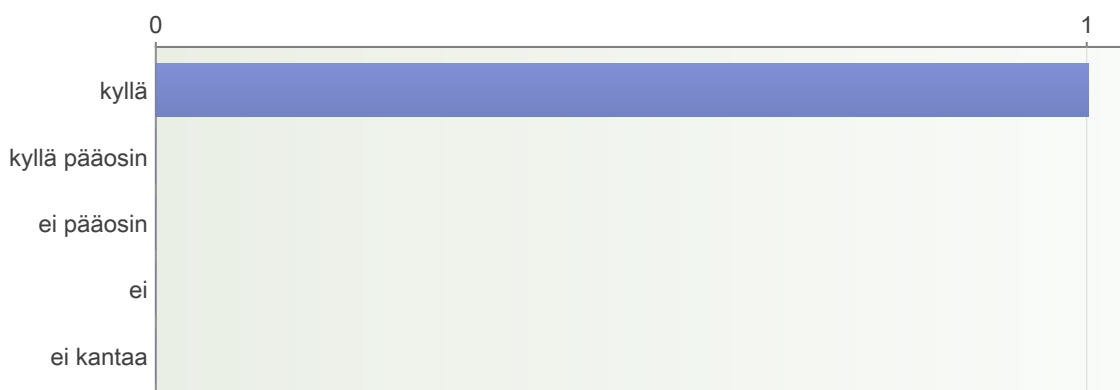 0 1
kyllä
kyllä pääosin
ei pääosin
ei
ei kantaa